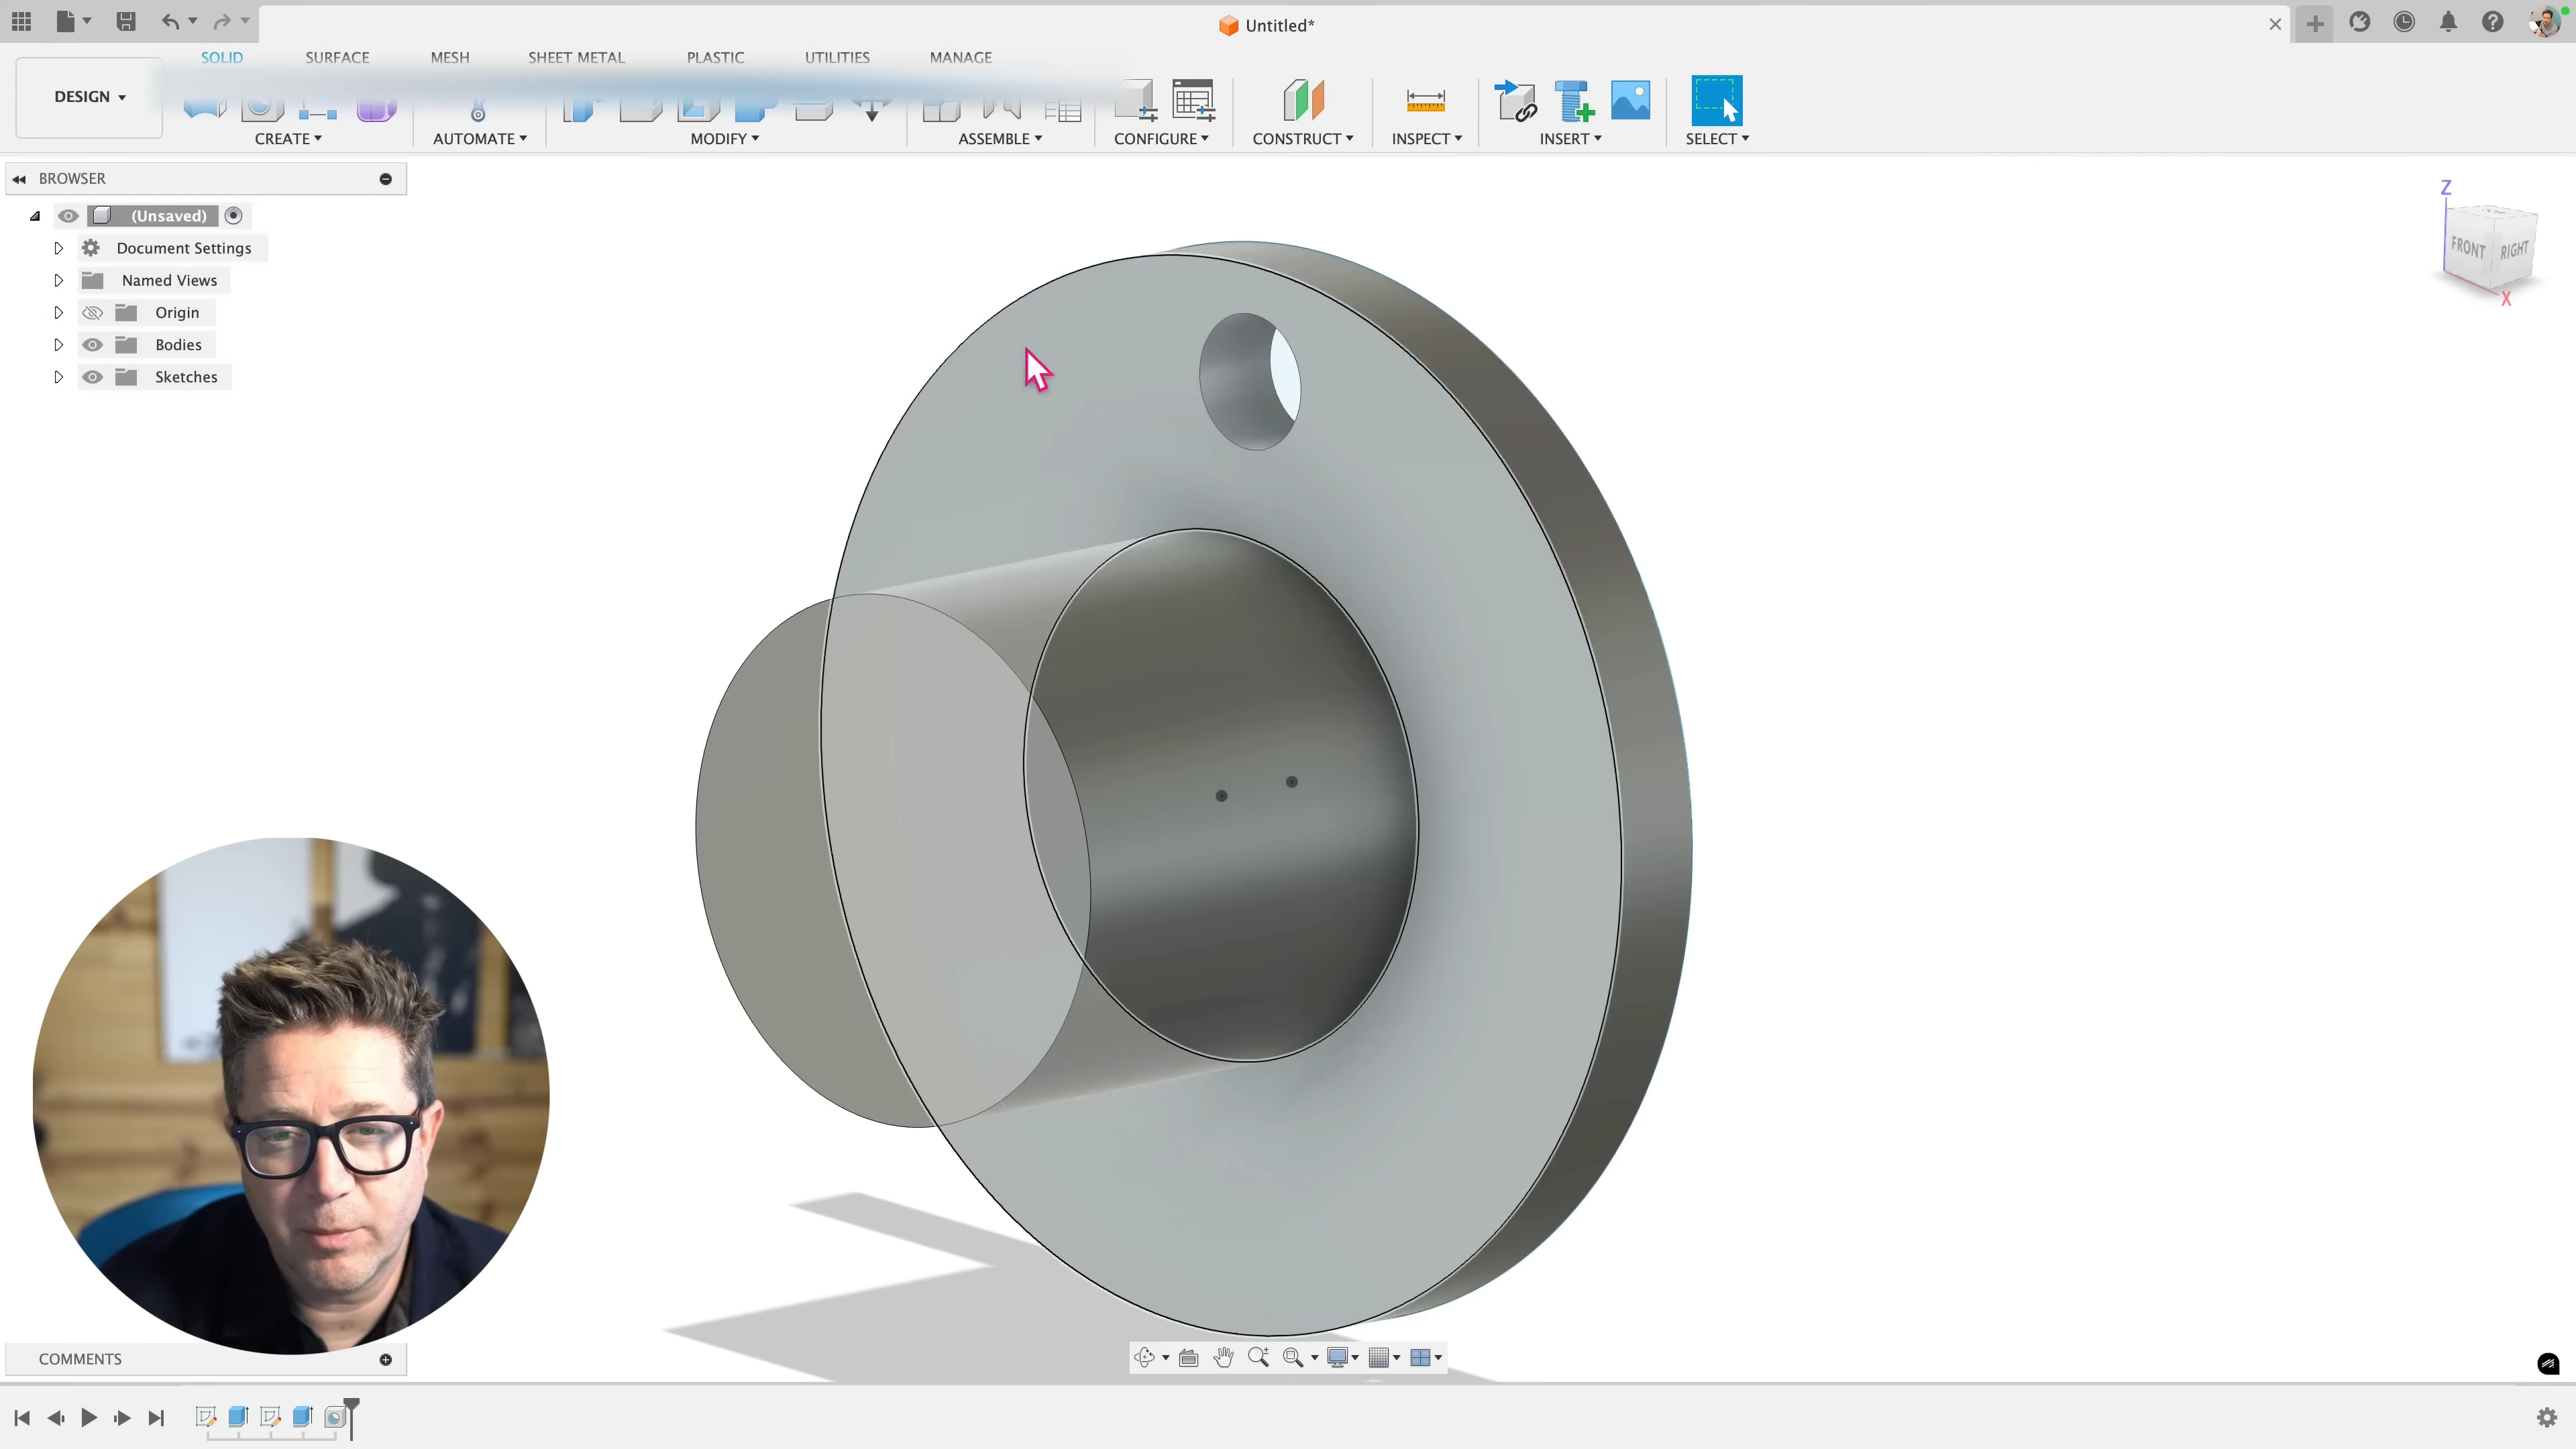 Untitled*
SOLID SURFACE MESH SHEET METAL PLASTIC UTILITIES MANAGE
DESIGN
CREATE AUTOMATE MODIFY ASSEMBLE CONFIGURE CONSTRUCT INSPECT INSERT SELECT
BROWSER
(Unsaved)
Document Settings
Named Views
Origin
Bodies
Sketches
Z
FRONT RIGHT
X
COMMENTS